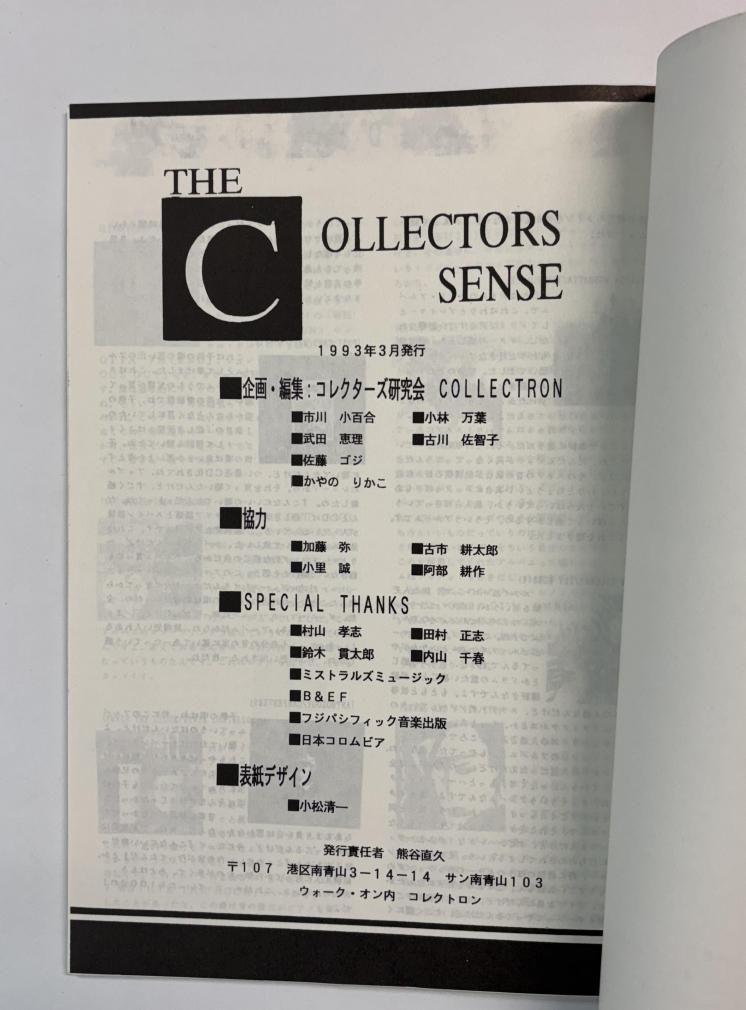 THE
COLLECTORS
SENSE
1993年3月発行
■企画・編集：コレクターズ研究会 COLLECTRON
■市川 小百合 ■小林 万葉
■武田 恵理 ■古川 佐智子
■佐藤 ゴジ
■かやの りかこ
■協力
■加藤 弥 ■古市 耕太郎
■小里 誠 ■阿部 耕作
■SPECIAL THANKS
■村山 孝志 ■田村 正志
■鈴木 貫太郎 ■内山 千春
■ミストラルズミュージック
■B＆EF
■フジパシフィック音楽出版
■日本コロムビア
■表紙デザイン
■小松清一
発行責任者 熊谷直久
〒107 港区南青山3－14－14 サン南青山103
ウォーク・オン内 コレクトロン